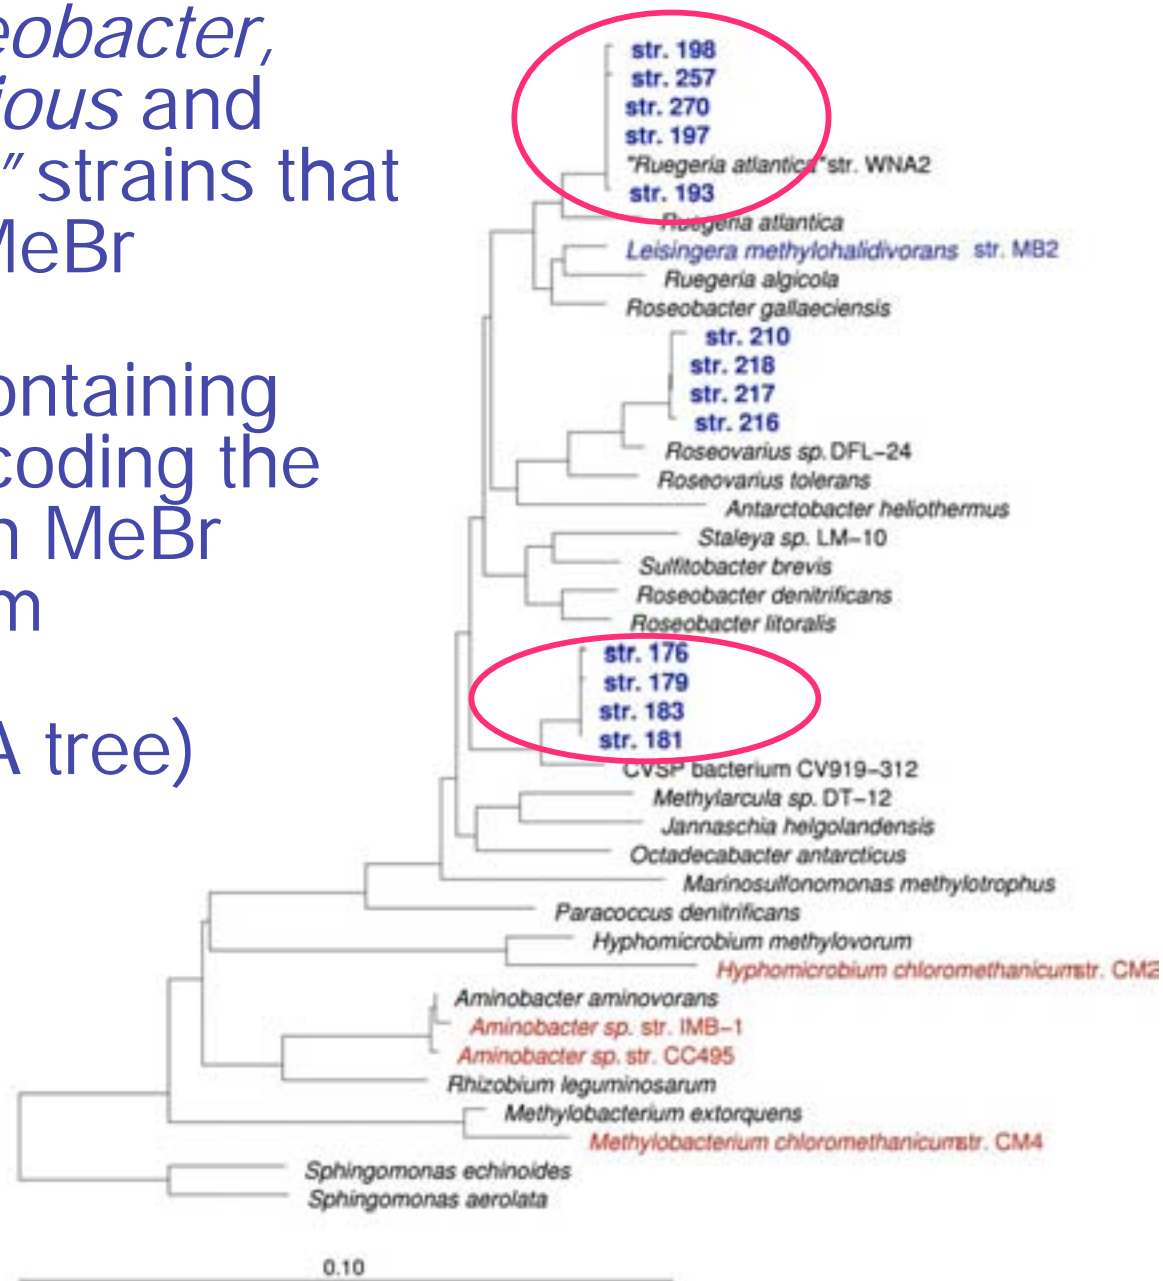 eobacter,
ious and
" strains that
MeBr
ontaining
coding the
n MeBr
m
A tree)
str. 198
str. 257
str. 270
str. 197
"Ruegeria atlantica" str. WNA2
str. 193
Ruegeria atlantica
Leisingera methylohalidivorans str. MB2
Ruegeria algicola
Roseobacter gallaeciensis
str. 210
str. 218
str. 217
str. 216
Roseovarius sp. DFL-24
Roseovarius tolerans
Antarctobacter heliothermus
Staleya sp. LM-10
Sulfitobacter brevis
Roseobacter denitrificans
Roseobacter litoralis
str. 176
str. 179
str. 183
str. 181
CVSP bacterium CV919-312
Methylarcula sp. DT-12
Jannaschia helgolandensis
Octadecabacter antarcticus
Marinosulfonomonas methylotrophus
Paracoccus denitrificans
Hyphomicrobium methylovorum
Hyphomicrobium chloromethanicum str. CM2
Aminobacter aminovorans
Aminobacter sp. str. IMB-1
Aminobacter sp. str. CC495
Rhizobium leguminosarum
Methylobacterium extorquens
Methylobacterium chloromethanicum str. CM4
Sphingomonas echinoides
Sphingomonas aerolata
0.10